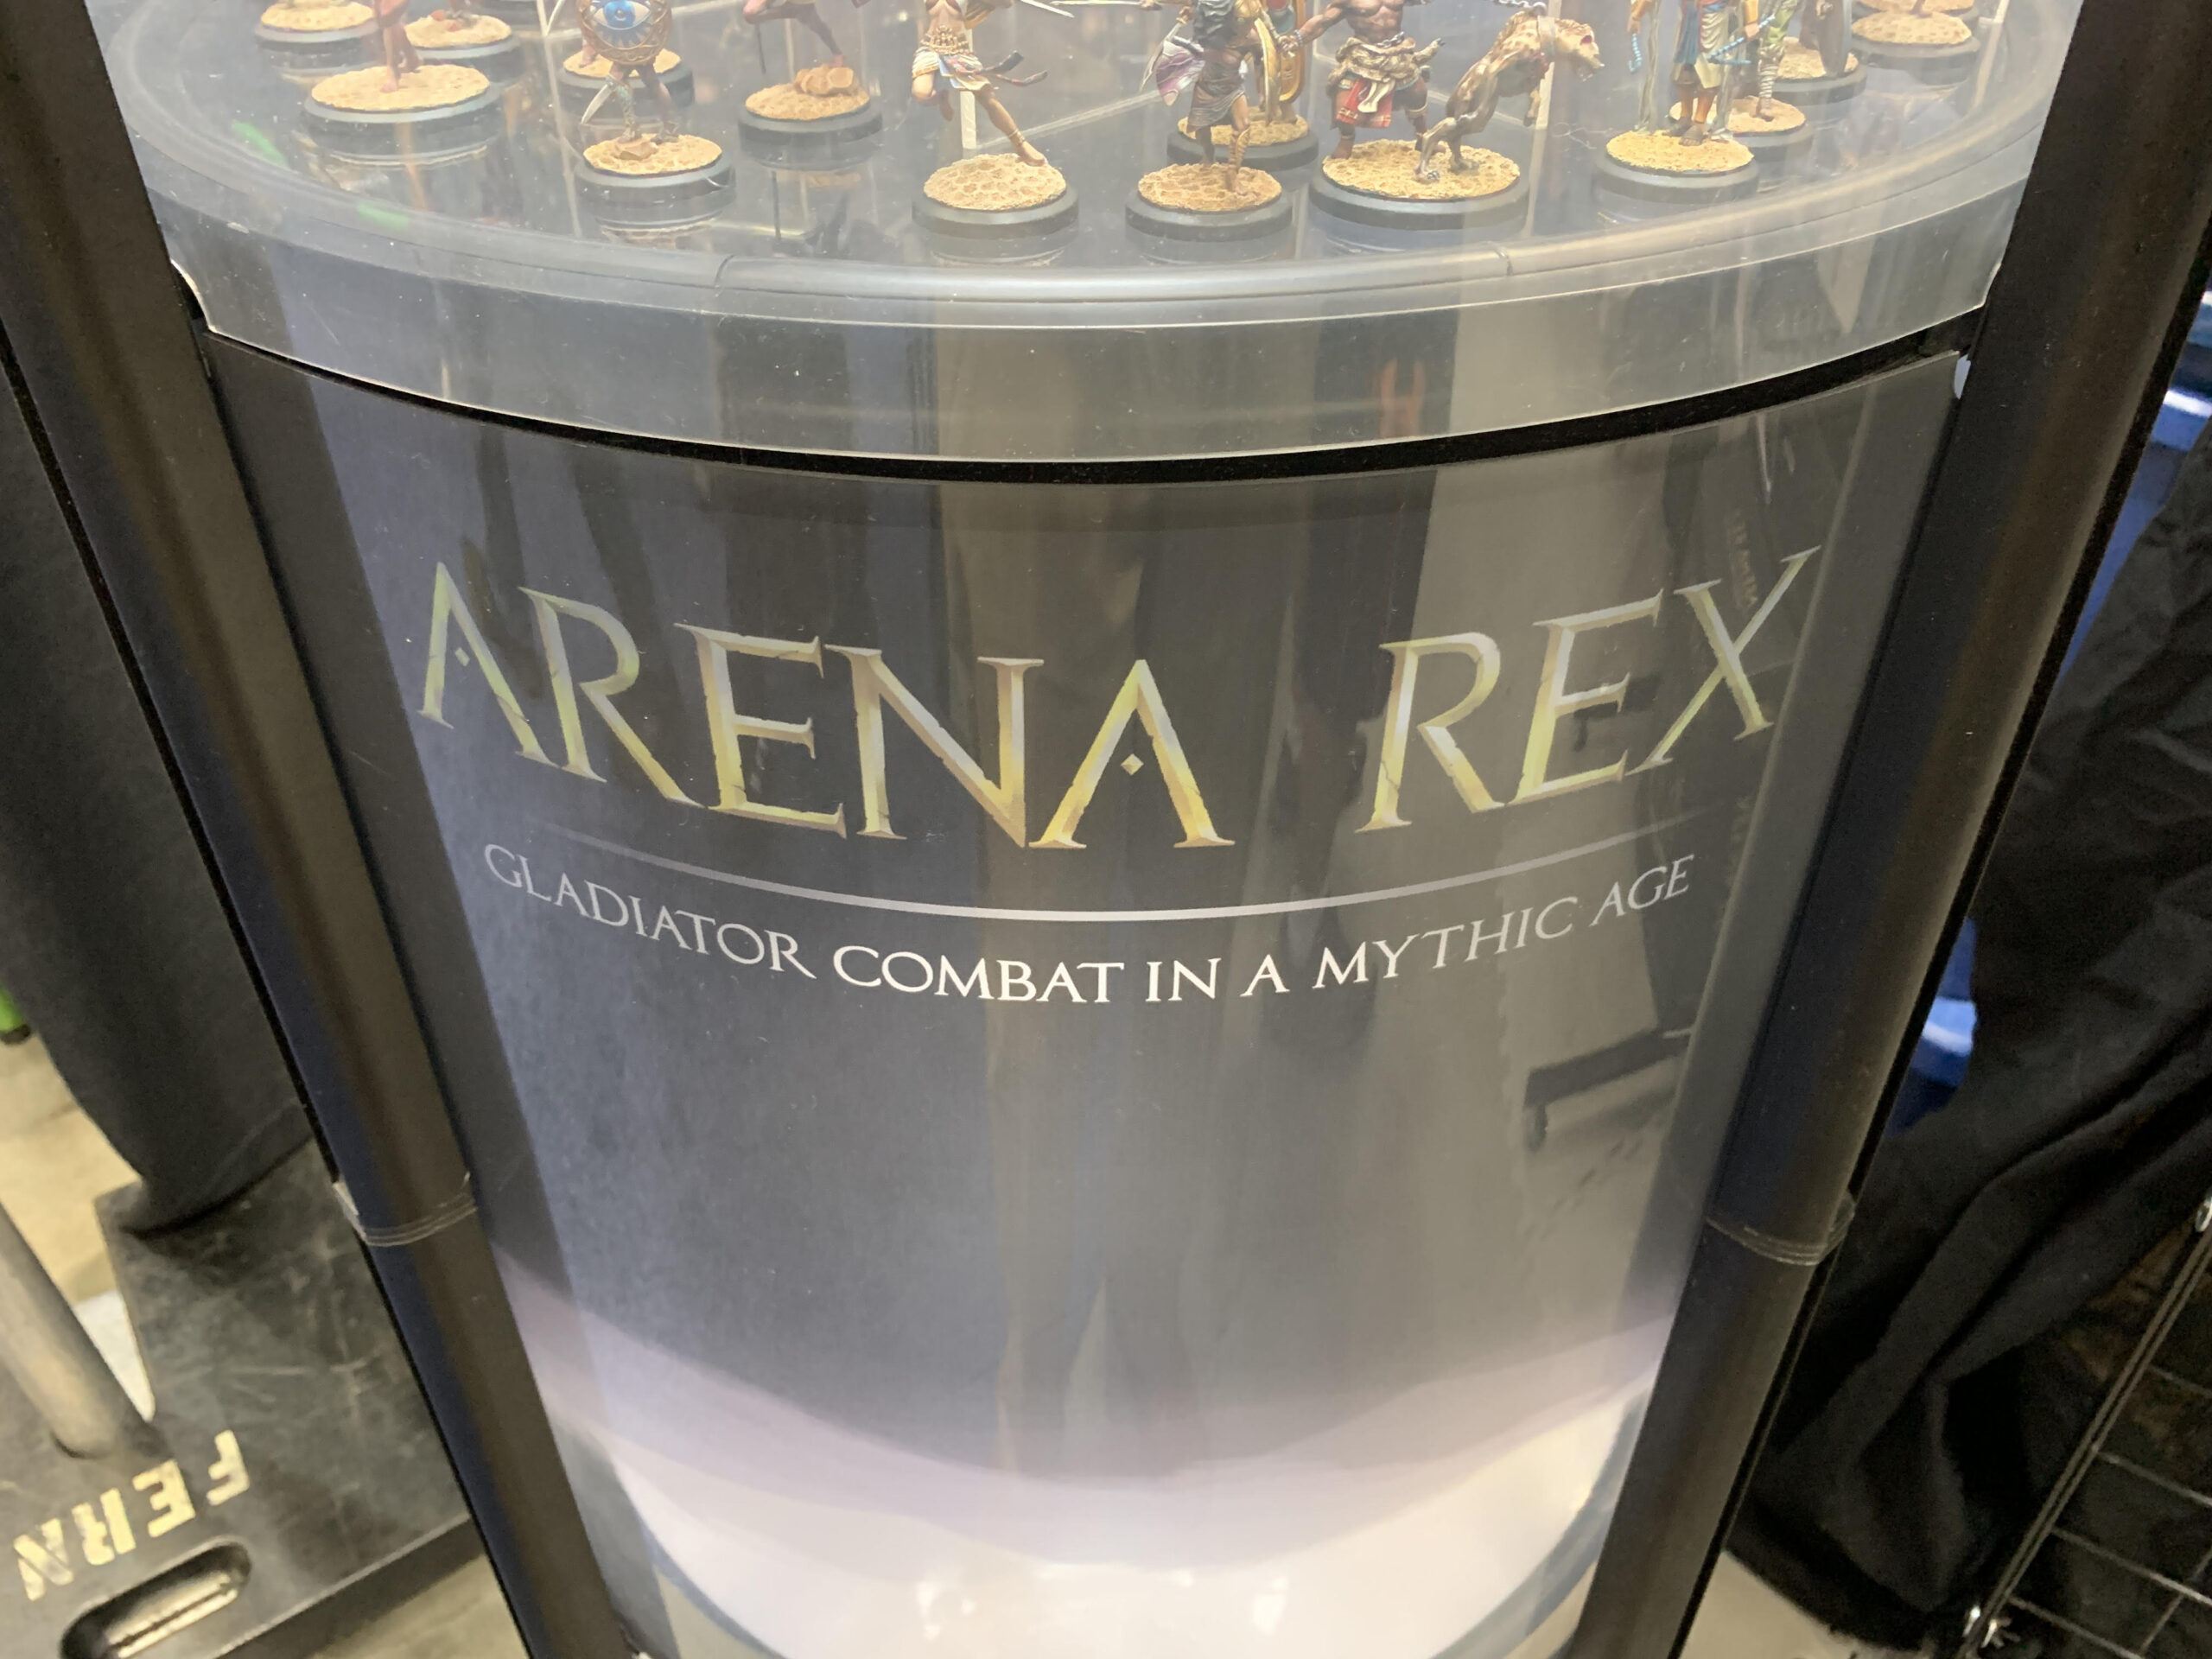 ARENA REX
GLADIATOR COMBAT IN A MYTHIC AGE
FERN